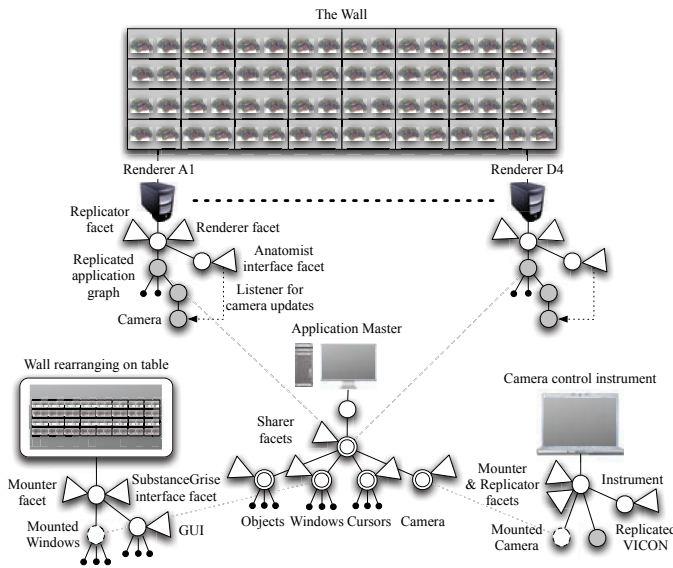 The Wall
Renderer A1
Renderer D4
Replicator
facet
Renderer facet
Replicated
application
graph
Anatomist
interface facet
Listener for
camera updates
Camera
Application Master
Wall rearranging on table
Camera control instrument
Sharer
facets
Mounter
facet
SubstanceGrise
interface facet
Mounter
& Replicator
facets
Instrument
Mounted
Windows
GUI
Objects Windows Cursors Camera
Mounted
Camera
Replicated
VICON